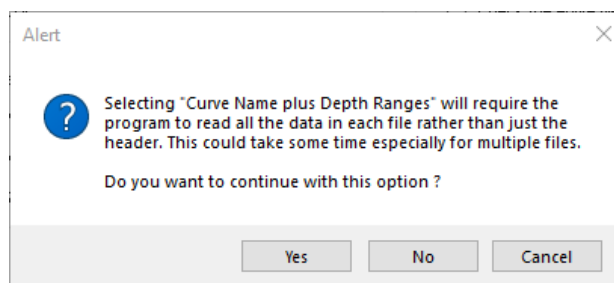 Alert
Selecting "Curve Name plus Depth Ranges" will require the
program to read all the data in each file rather than just the
header. This could take some time especially for multiple files.
Do you want to continue with this option ?
Yes
No
Cancel